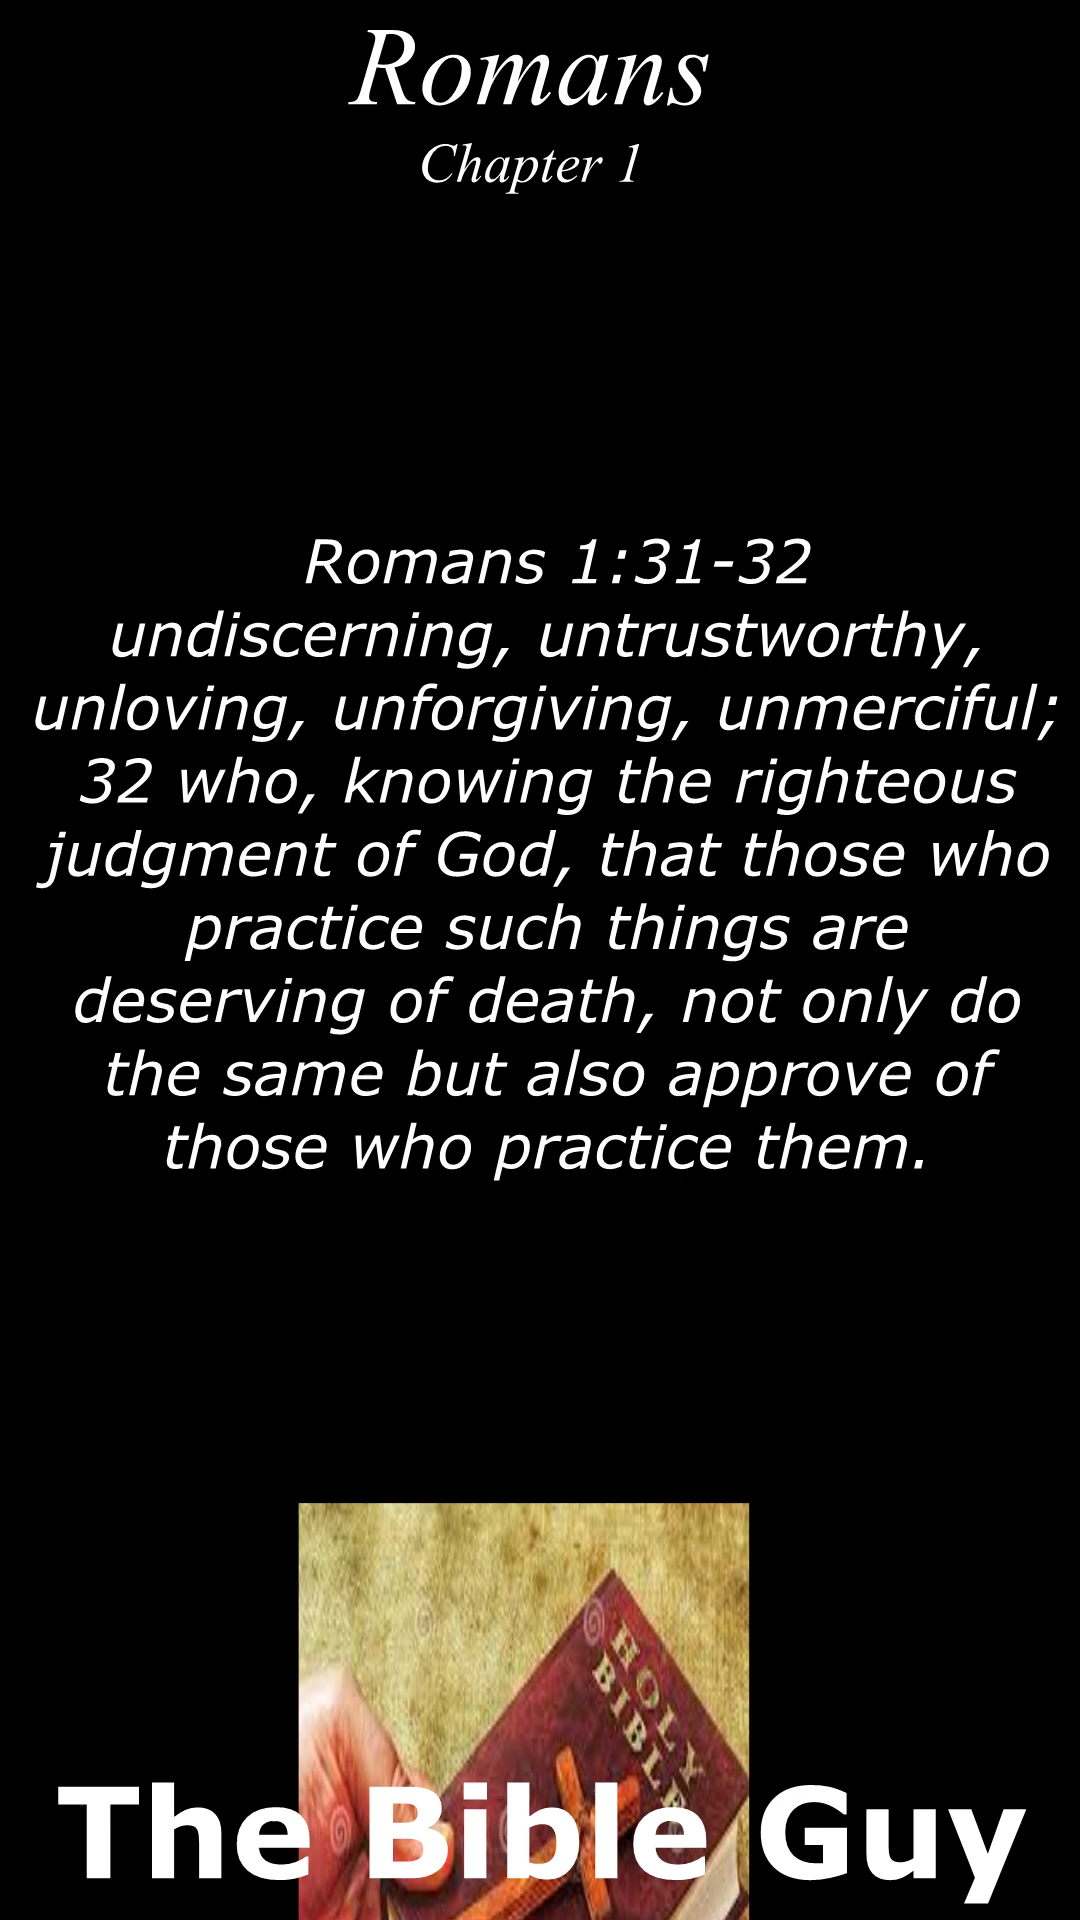 Romans
Chapter 1
Romans 1:31-32
undiscerning, untrustworthy,
unloving, unforgiving, unmerciful;
32 who, knowing the righteous
judgment of God, that those who
practice such things are
deserving of death, not only do
the same but also approve of
those who practice them.
HOLY
BIBLE
The Bible Guy